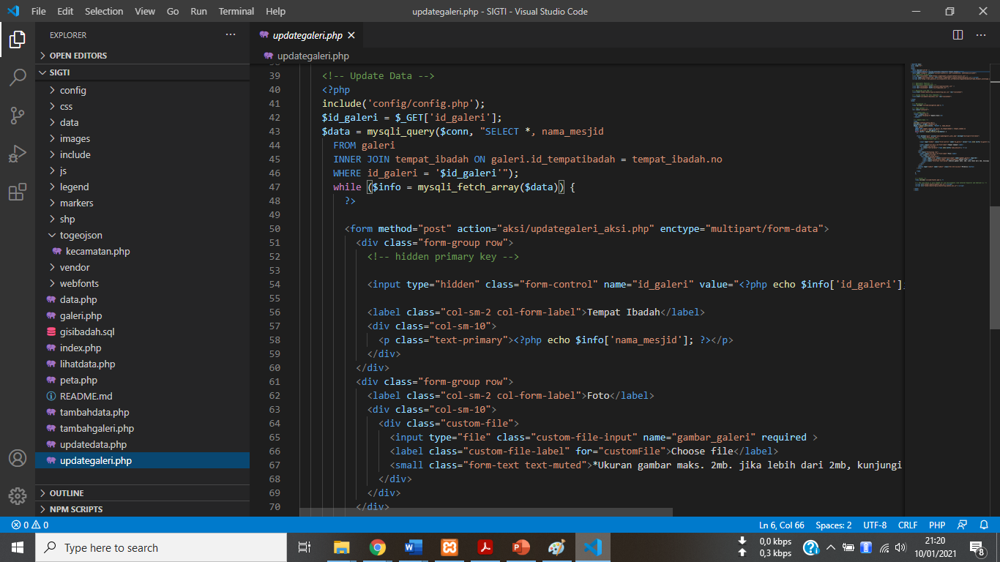 File Edit Selection View Go Run Terminal Help
updategaleri.php - SIGTI - Visual Studio Code
EXPLORER
OPEN EDITORS
SIGTI
config
css
data
images
include
js
legend
markers
shp
togeojson
kecamatan.php
vendor
webfonts
data.php
galeri.php
gisibadah.sql
index.php
lihatdata.php
peta.php
README.md
tambahdata.php
tambahgaleri.php
updatedata.php
updategaleri.php
OUTLINE
NPM SCRIPTS
updategaleri.php
updategaleri.php
39 <!-- Update Data -->
40 <?php
41 include('config/config.php');
42 $id_galeri = $_GET['id_galeri'];
43 $data = mysqli_query($conn, "SELECT *, nama_mesjid
44 FROM galeri
45 INNER JOIN tempat_ibadah ON galeri.id_tempatibadah = tempat_ibadah.no
46 WHERE id_galeri = '$id_galeri'");
47 while ($info = mysqli_fetch_array($data)) {
48 ?>
49
50 <form method="post" action="aksi/updategaleri_aksi.php" enctype="multipart/form-data">
51 <div class="form-group row">
52 <!-- hidden primary key -->
53
54 <input type="hidden" class="form-control" name="id_galeri" value="<?php echo $info['id_galeri'];
55
56 <label class="col-sm-2 col-form-label">Tempat Ibadah</label>
57 <div class="col-sm-10">
58 <p class="text-primary"><?php echo $info['nama_mesjid']; ?></p>
59 </div>
60 </div>
61 <div class="form-group row">
62 <label class="col-sm-2 col-form-label">Foto</label>
63 <div class="col-sm-10">
64 <div class="custom-file">
65 <input type="file" class="custom-file-input" name="gambar_galeri" required >
66 <label class="custom-file-label" for="customFile">Choose file</label>
67 <small class="form-text text-muted">*Ukuran gambar maks. 2mb. jika lebih dari 2mb, kunjungi
68 </div>
69 </div>
70 </div>
0 0
Ln 6, Col 66 Spaces: 2 UTF-8 CRLF PHP
Type here to search
0,0 kbps
0,3 kbps
21:20
10/01/2021
8